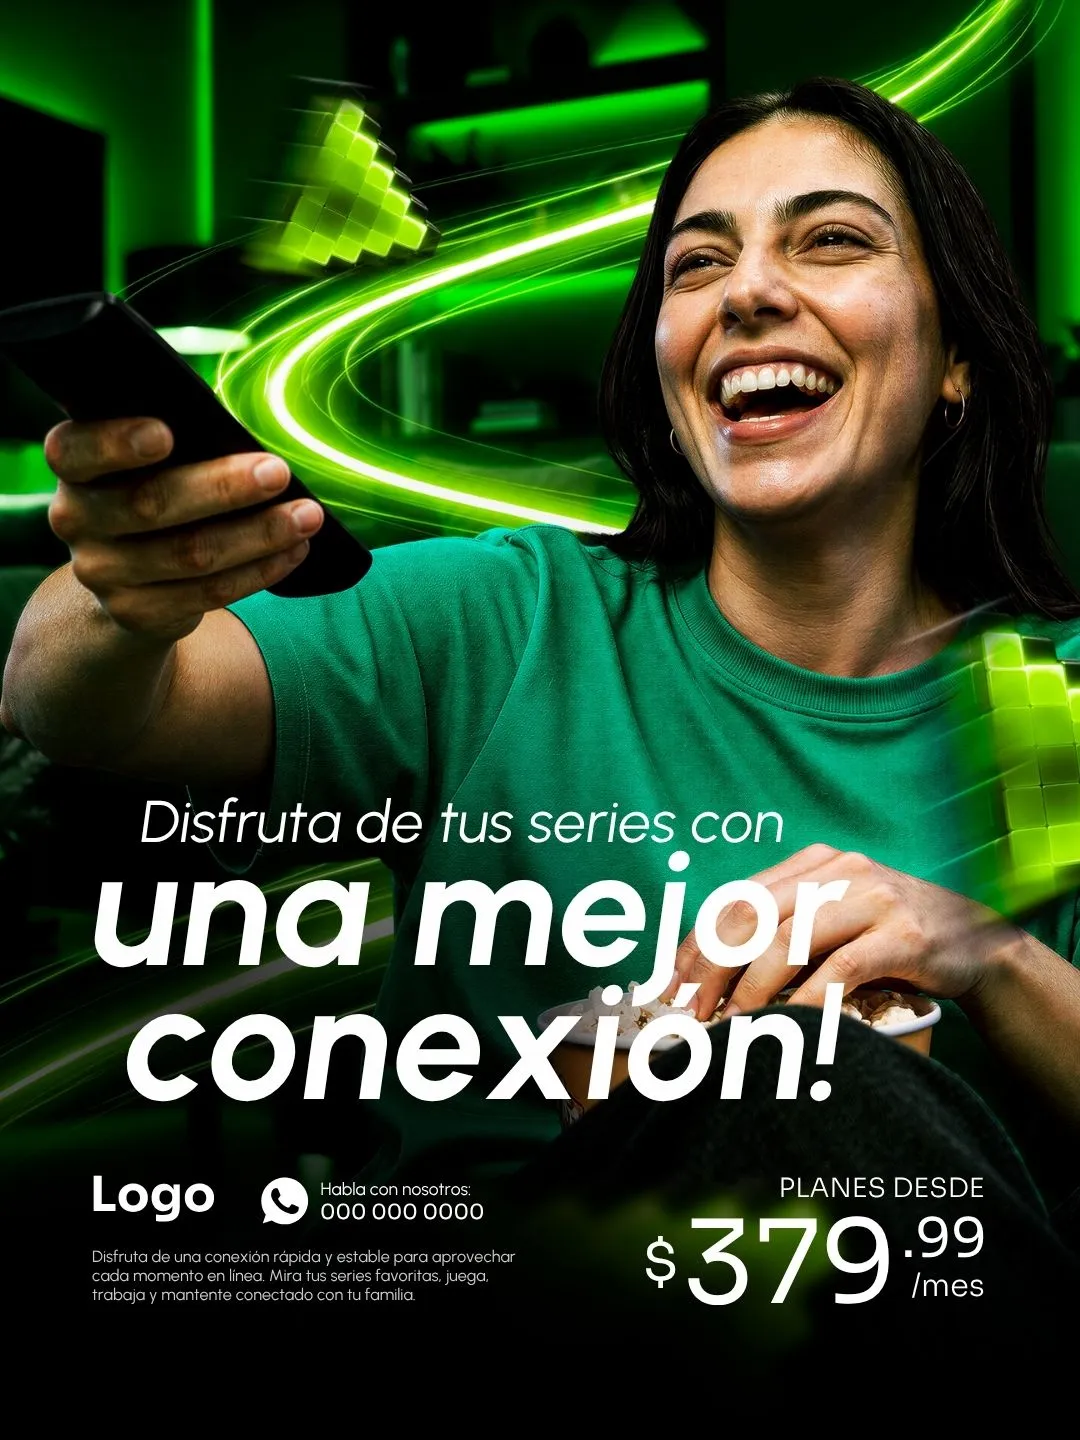 Disfruta de tus series con
una mejor
conexión!
Logo
Habla con nosotros:
000 000 0000
Disfruta de una conexión rápida y estable para aprovechar
cada momento en línea. Mira tus series favoritas, juega,
trabaja y mantente conectado con tu familia.
PLANES DESDE
$379.99
/mes